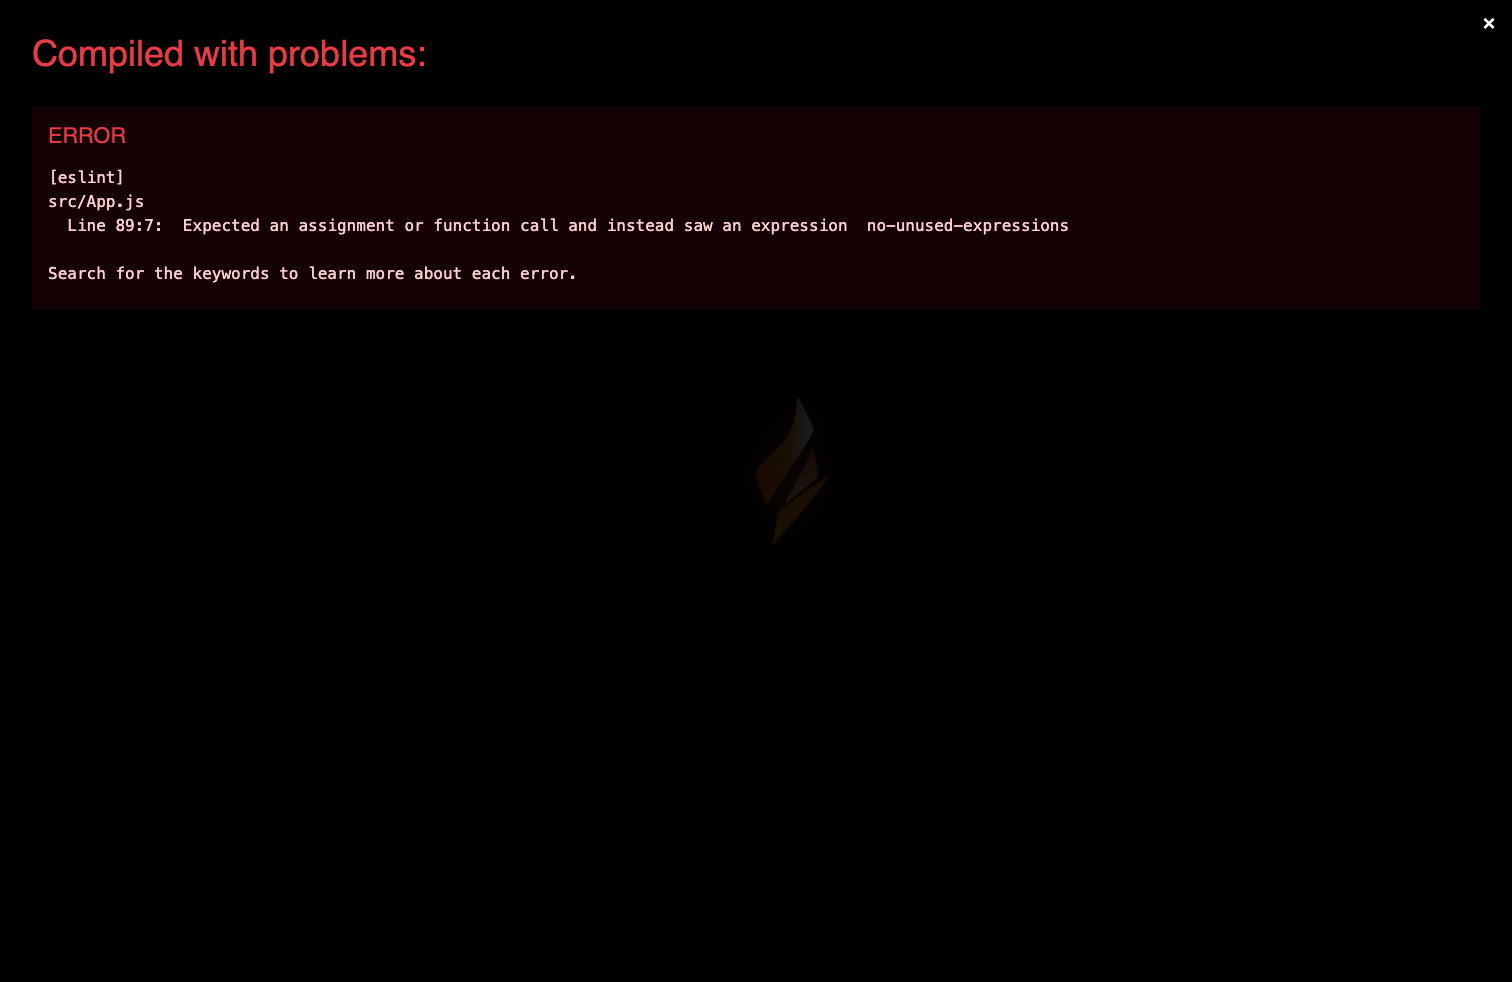 ×
Compiled with problems:
ERROR
[eslint]
src/App.js
  Line 89:7:  Expected an assignment or function call and instead saw an expression  no-unused-expressions
Search for the keywords to learn more about each error.